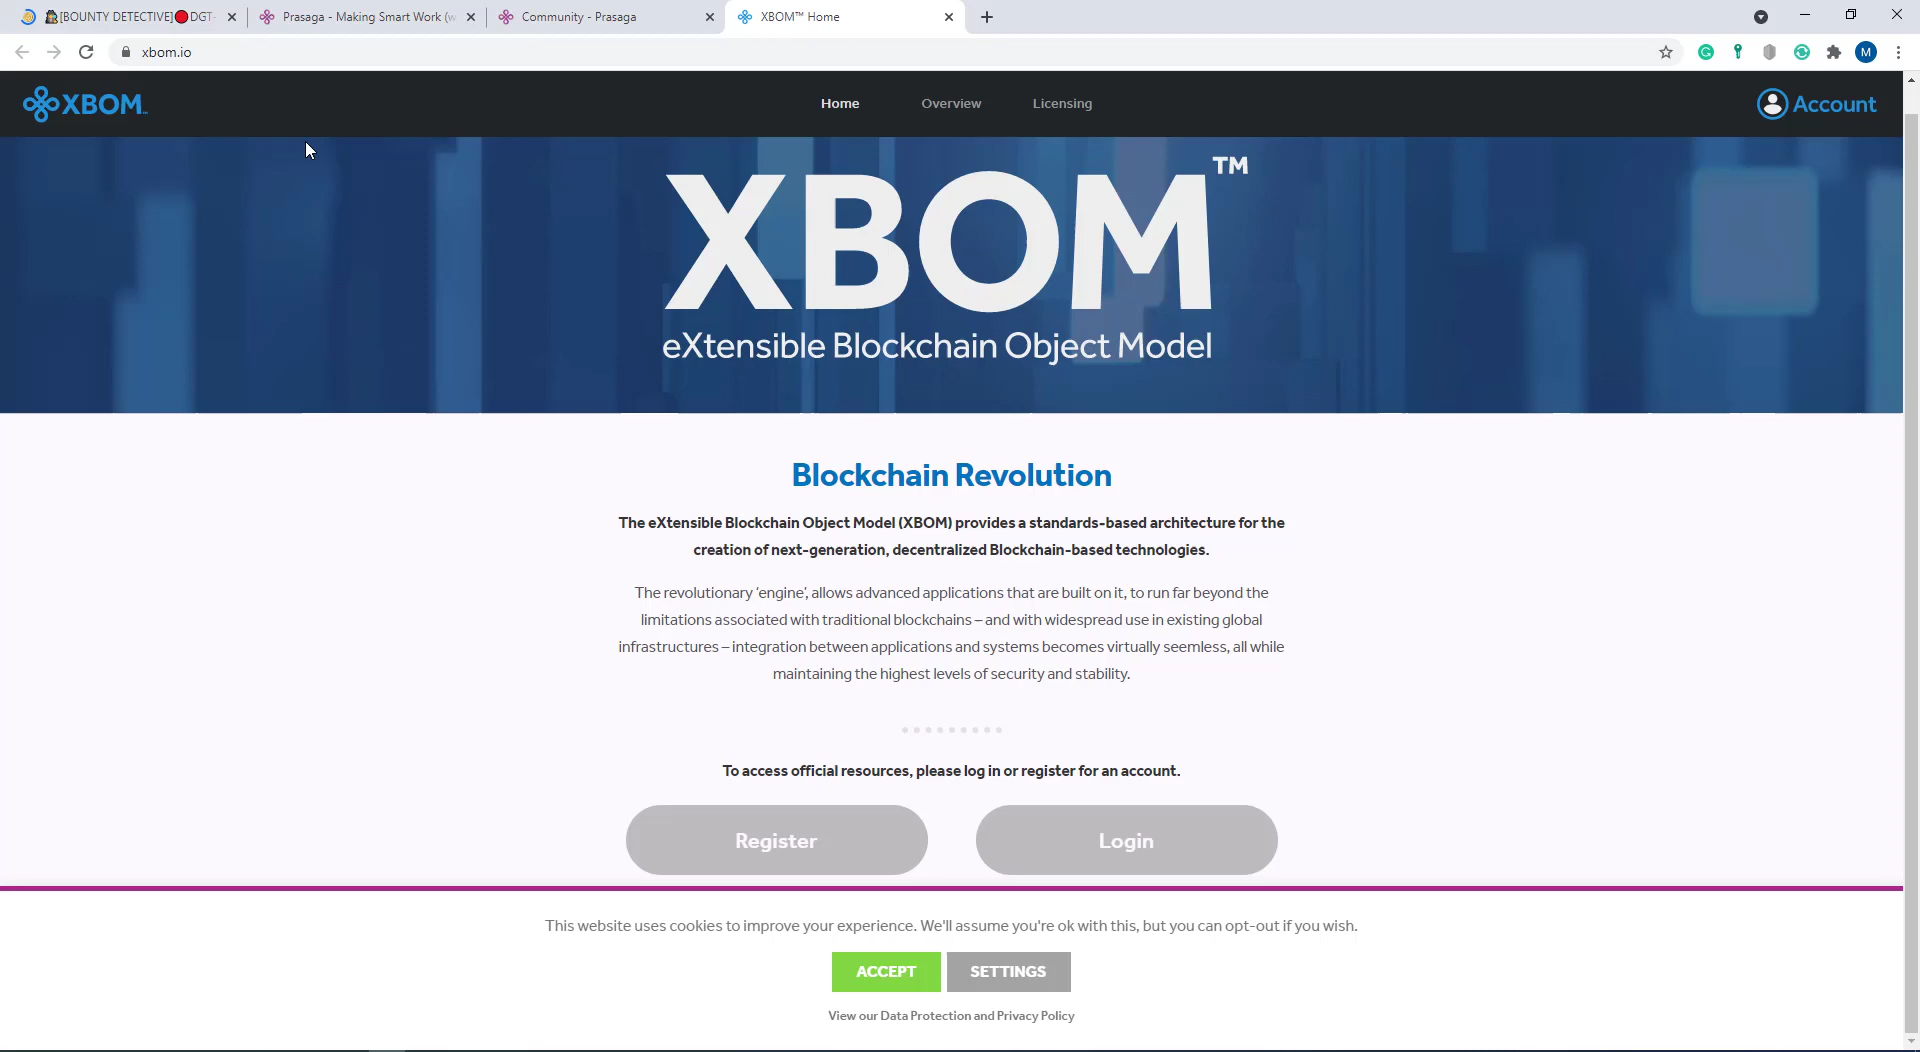 [BOUNTY DETECTIVE]🔴DGT-
Prasaga - Making Smart Work (w
Community - Prasaga
XBOM™ Home
xbom.io
M
XBOM™
Home
Overview
Licensing
Account
XBOM™
eXtensible Blockchain Object Model
Blockchain Revolution
The eXtensible Blockchain Object Model (XBOM) provides a standards-based architecture for the
creation of next-generation, decentralized Blockchain-based technologies.
The revolutionary ‘engine’, allows advanced applications that are built on it, to run far beyond the
limitations associated with traditional blockchains – and with widespread use in existing global
infrastructures – integration between applications and systems becomes virtually seemless, all while
maintaining the highest levels of security and stability.
To access official resources, please log in or register for an account.
Register
Login
This website uses cookies to improve your experience. We'll assume you're ok with this, but you can opt-out if you wish.
ACCEPT
SETTINGS
View our Data Protection and Privacy Policy